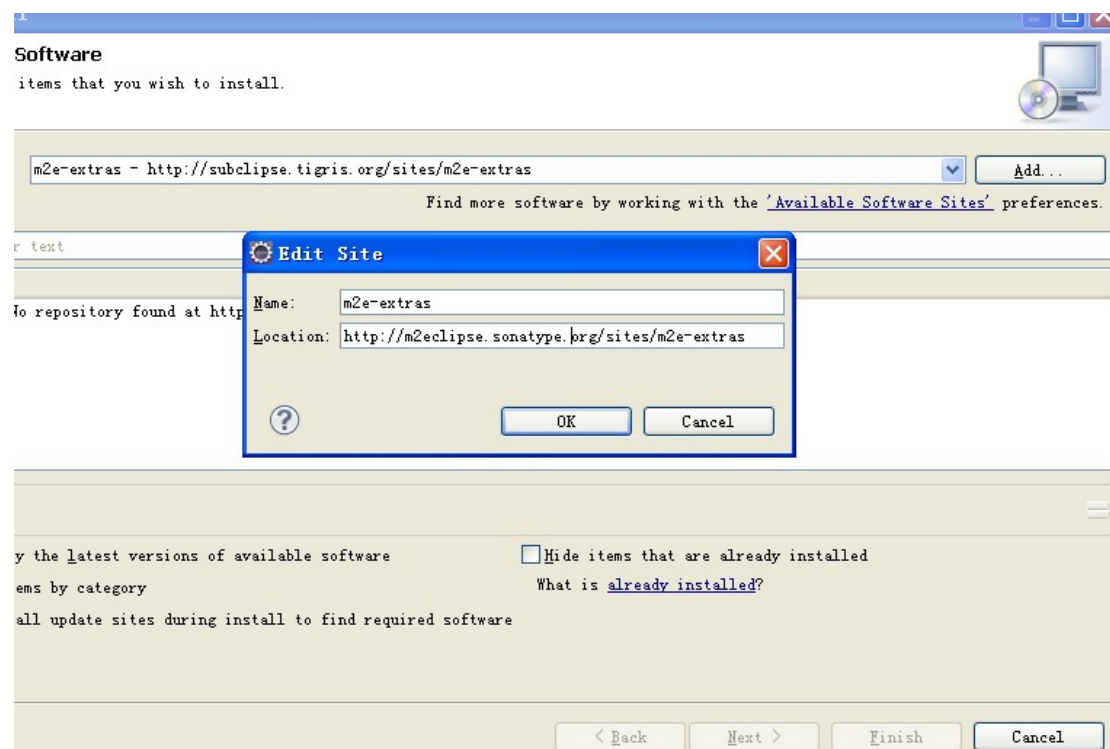 Software
items that you wish to install.
m2e-extras - http://subclipse.tigris.org/sites/m2e-extras
Add...
Find more software by working with the 'Available Software Sites' preferences.
r text
Edit Site
No repository found at http
Name:
m2e-extras
Location:
http://m2eclipse.sonatype.org/sites/m2e-extras
?
OK
Cancel
y the latest versions of available software
Hide items that are already installed
ems by category
What is already installed?
all update sites during install to find required software
< Back
Next >
Finish
Cancel